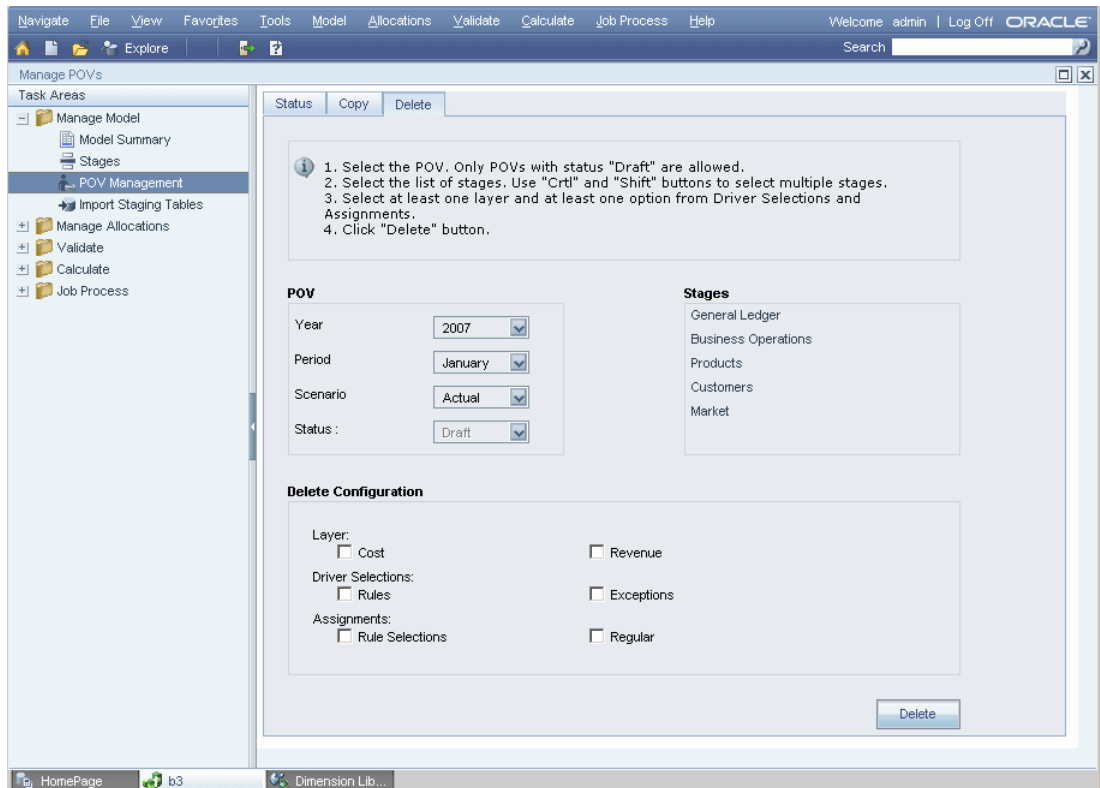 Navigate File View Favorites Tools Model Allocations Validate Calculate Job Process Help Welcome admin | Log Off ORACLE
Explore Search
Manage POVs
Task Areas
Manage Model
Model Summary
Stages
POV Management
Import Staging Tables
Manage Allocations
Validate
Calculate
Job Process
Status Copy Delete
1. Select the POV. Only POVs with status "Draft" are allowed.
2. Select the list of stages. Use "Crtl" and "Shift" buttons to select multiple stages.
3. Select at least one layer and at least one option from Driver Selections and
Assignments.
4. Click "Delete" button.
POV
Year 2007
Period January
Scenario Actual
Status : Draft
Stages
General Ledger
Business Operations
Products
Customers
Market
Delete Configuration
Layer:
Cost Revenue
Driver Selections:
Rules Exceptions
Assignments:
Rule Selections Regular
Delete
HomePage b3 Dimension Lib...